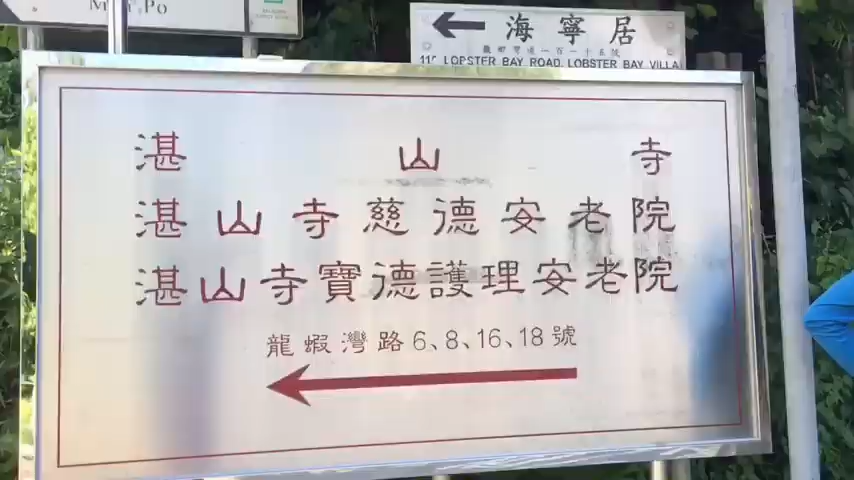 海寧居
LOBSTER BAY ROAD, LOBSTER BAY VILLA
湛山寺
湛山寺慈德安老院
湛山寺寶德護理安老院
龍蝦灣路6、8、16、18號